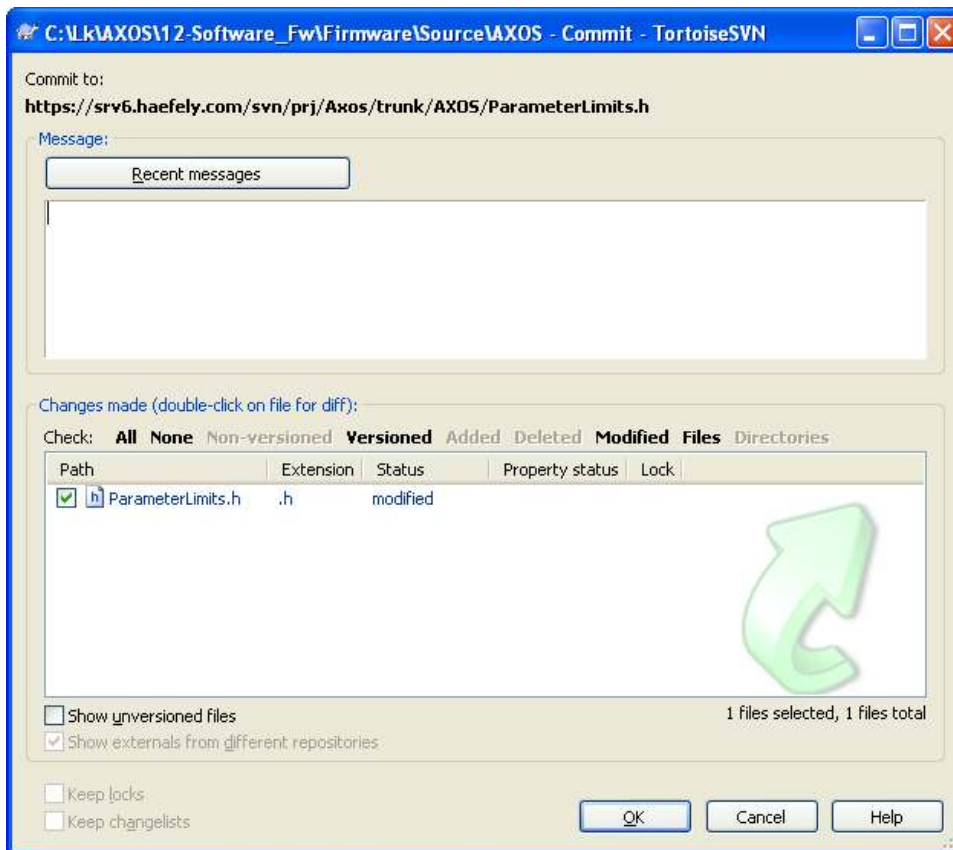 C:\Lk\AXOS\12-Software_Fw\Firmware\Source\AXOS - Commit - TortoiseSVN
Commit to:
https://srv6.haefely.com/svn/prj/Axos/trunk/AXOS/ParameterLimits.h
Message:
Recent messages
Changes made (double-click on file for diff):
Check: All None Non-versioned Versioned Added Deleted Modified Files Directories
Path Extension Status Property status Lock
h ParameterLimits.h .h modified
Show unversioned files 1 files selected, 1 files total
Show externals from different repositories
Keep locks
Keep changelists
OK Cancel Help